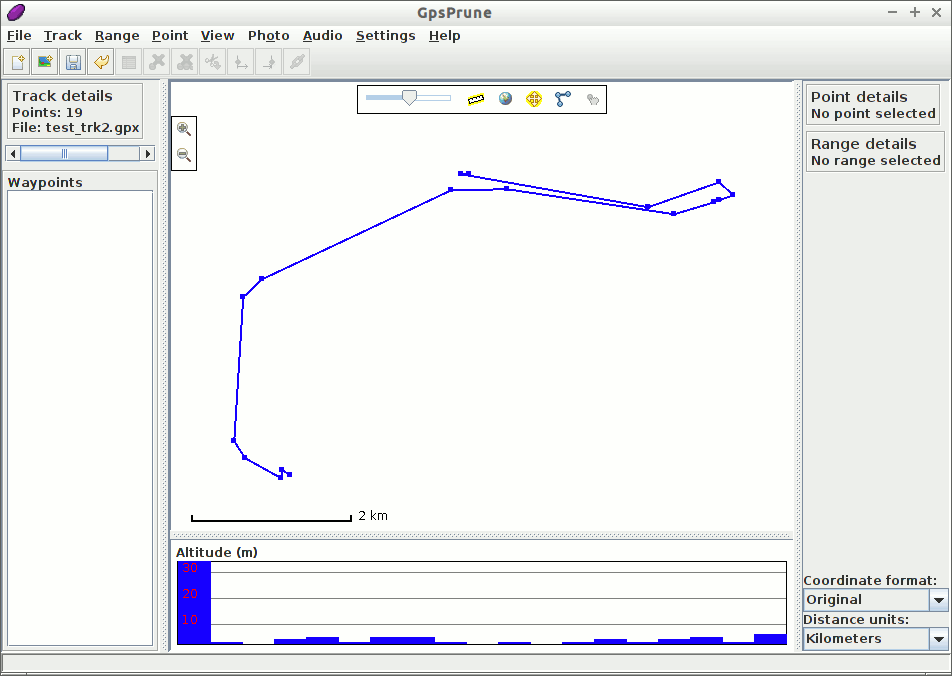 GpsPrune
File Track Range Point View Photo Audio Settings Help
Track details
Points: 19
File: test_trk2.gpx
Waypoints
2 km
Altitude (m)
30
20
10
Point details
No point selected
Range details
No range selected
Coordinate format:
Original
Distance units:
Kilometers